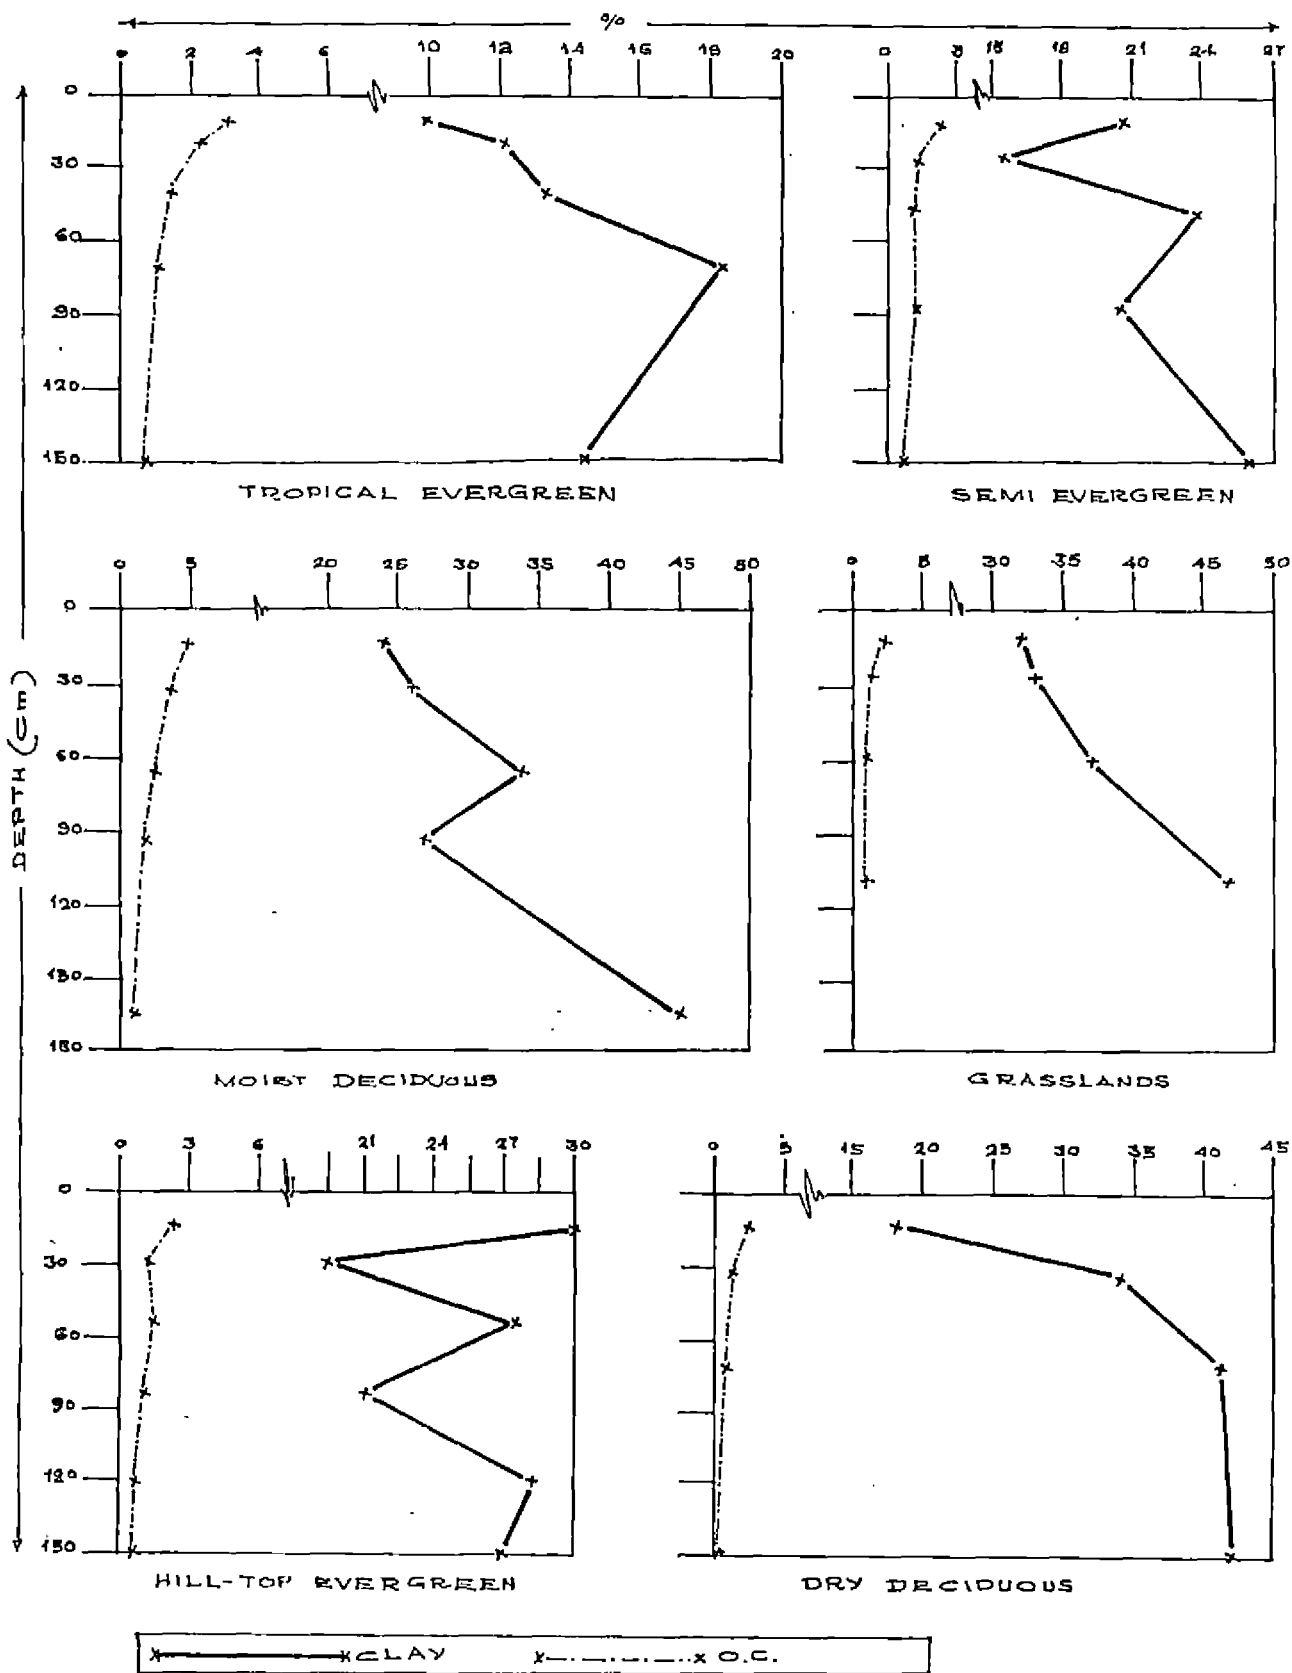 %
0 2 4 6 10 12 14 16 18 20
0 3 15 18 21 24 27
0
30
60
90
120
150
TROPICAL EVERGREEN
SEMI EVERGREEN
0 5 20 25 30 35 40 45 50
0 5 30 35 40 45 50
0
30
60
90
120
150
180
DEPTH (cm)
MOIST DECIDUOUS
GRASSLANDS
0 3 6 21 24 27 30
0 5 15 20 25 30 35 40 45
0
30
60
90
120
150
HILL-TOP EVERGREEN
DRY DECIDUOUS
x x CLAY x x O.C.